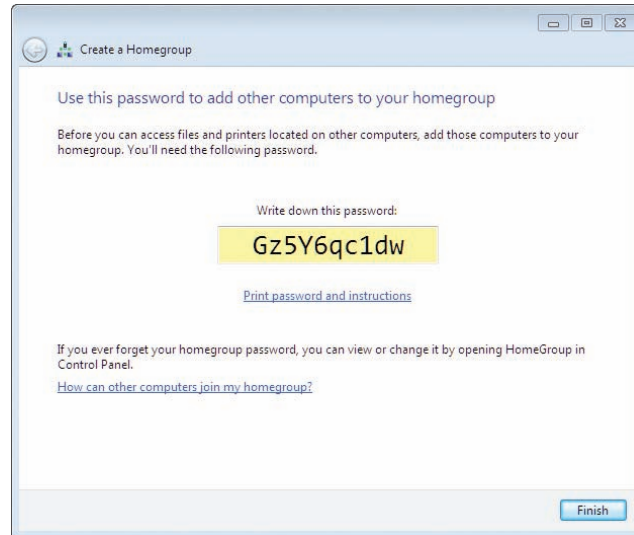 Create a Homegroup
Use this password to add other computers to your homegroup
Before you can access files and printers located on other computers, add those computers to your
homegroup. You'll need the following password.
Write down this password:
Gz5Y6qc1dw
Print password and instructions
If you ever forget your homegroup password, you can view or change it by opening HomeGroup in
Control Panel.
How can other computers join my homegroup?
Finish